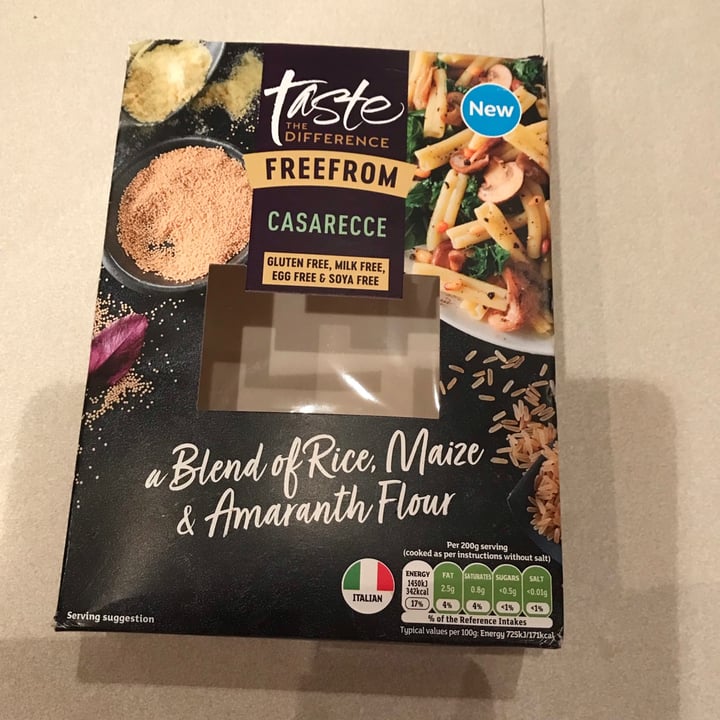 taste
THE
DIFFERENCE
New
FREEFROM
CASARECCE
GLUTEN FREE, MILK FREE,
EGG FREE & SOYA FREE
a Blend of Rice, Maize
& Amaranth Flour
Per 200g serving
(cooked as per instructions without salt)
ENERGY FAT SATURATES SUGARS SALT
1450kJ
342kcal 2.5g 0.8g <0.5g <0.01g
17% 4% 4% <1% <1%
% of the Reference Intakes
Typical values per 100g: Energy 725kJ/171kcal
ITALIAN
Serving suggestion